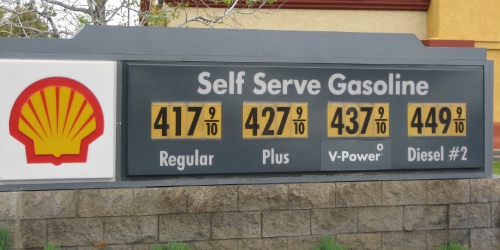 Self Serve Gasoline
417 9/10 427 9/10 437 9/10 449 9/10
Regular Plus V-Power Diesel #2